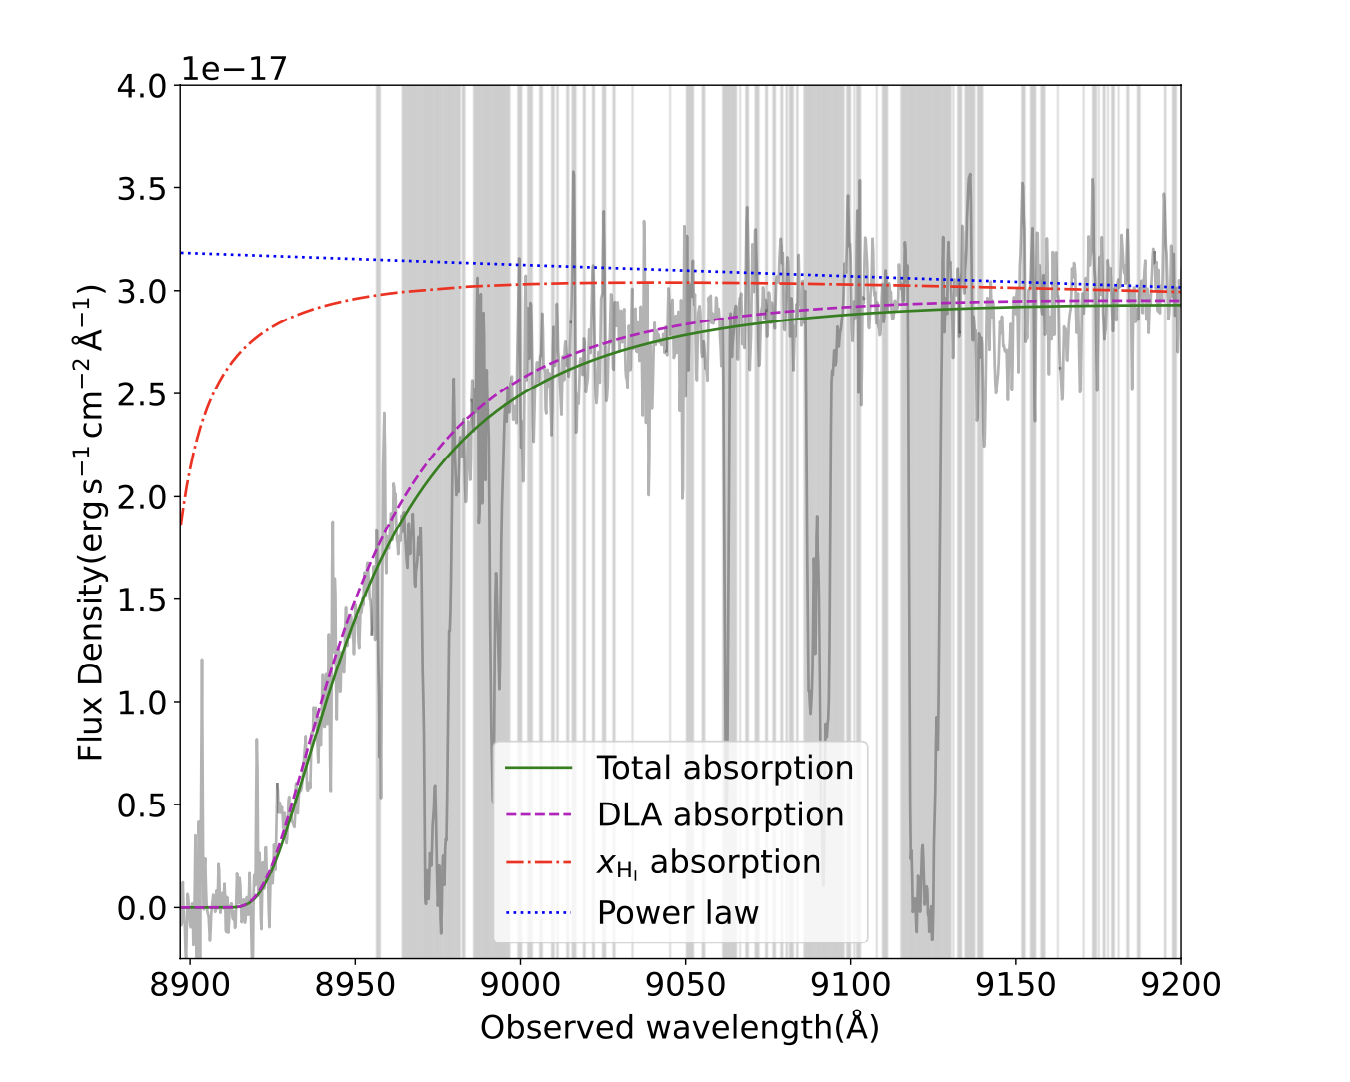 1e−17
4.0
3.5
3.0
2.5
2.0
1.5
1.0
0.5
0.0
Flux Density(erg s⁻¹ cm⁻² Å⁻¹)
Total absorption
DLA absorption
x_{H_I} absorption
Power law
8900 8950 9000 9050 9100 9150 9200
Observed wavelength(Å)